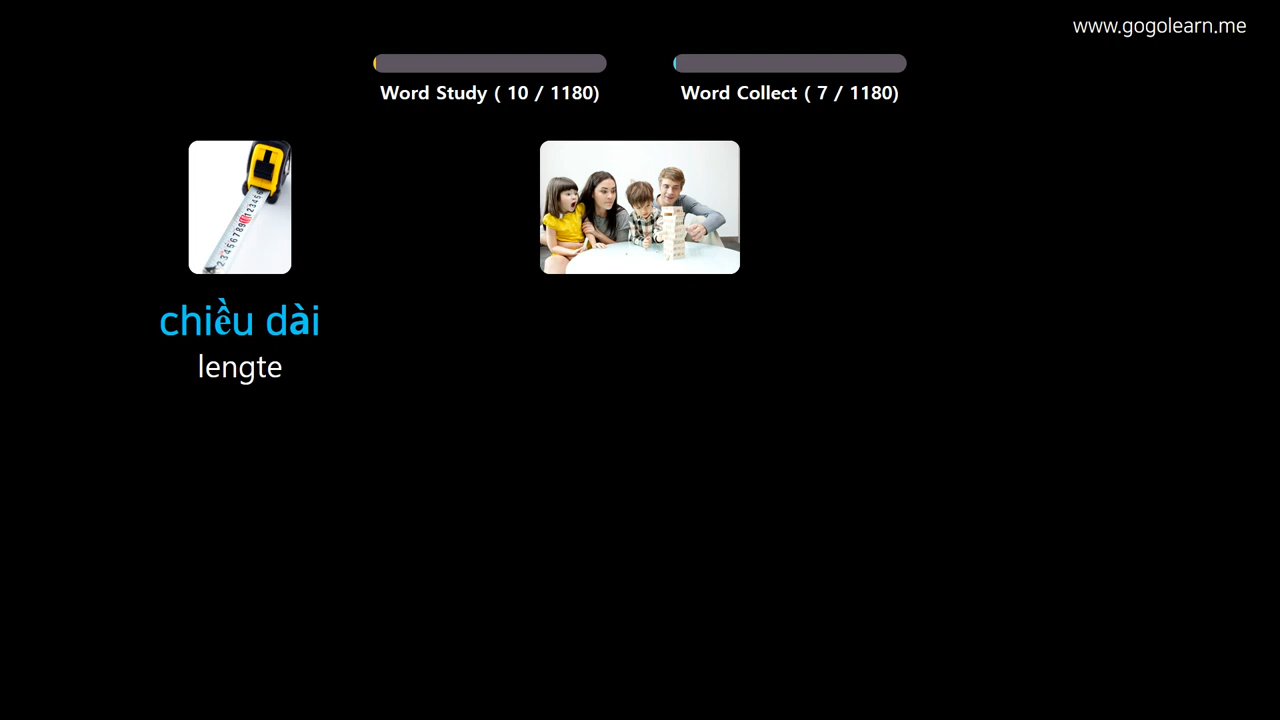 www.gogolearn.me
Word Study ( 10 / 1180)
Word Collect ( 7 / 1180)
chiều dài
lengte